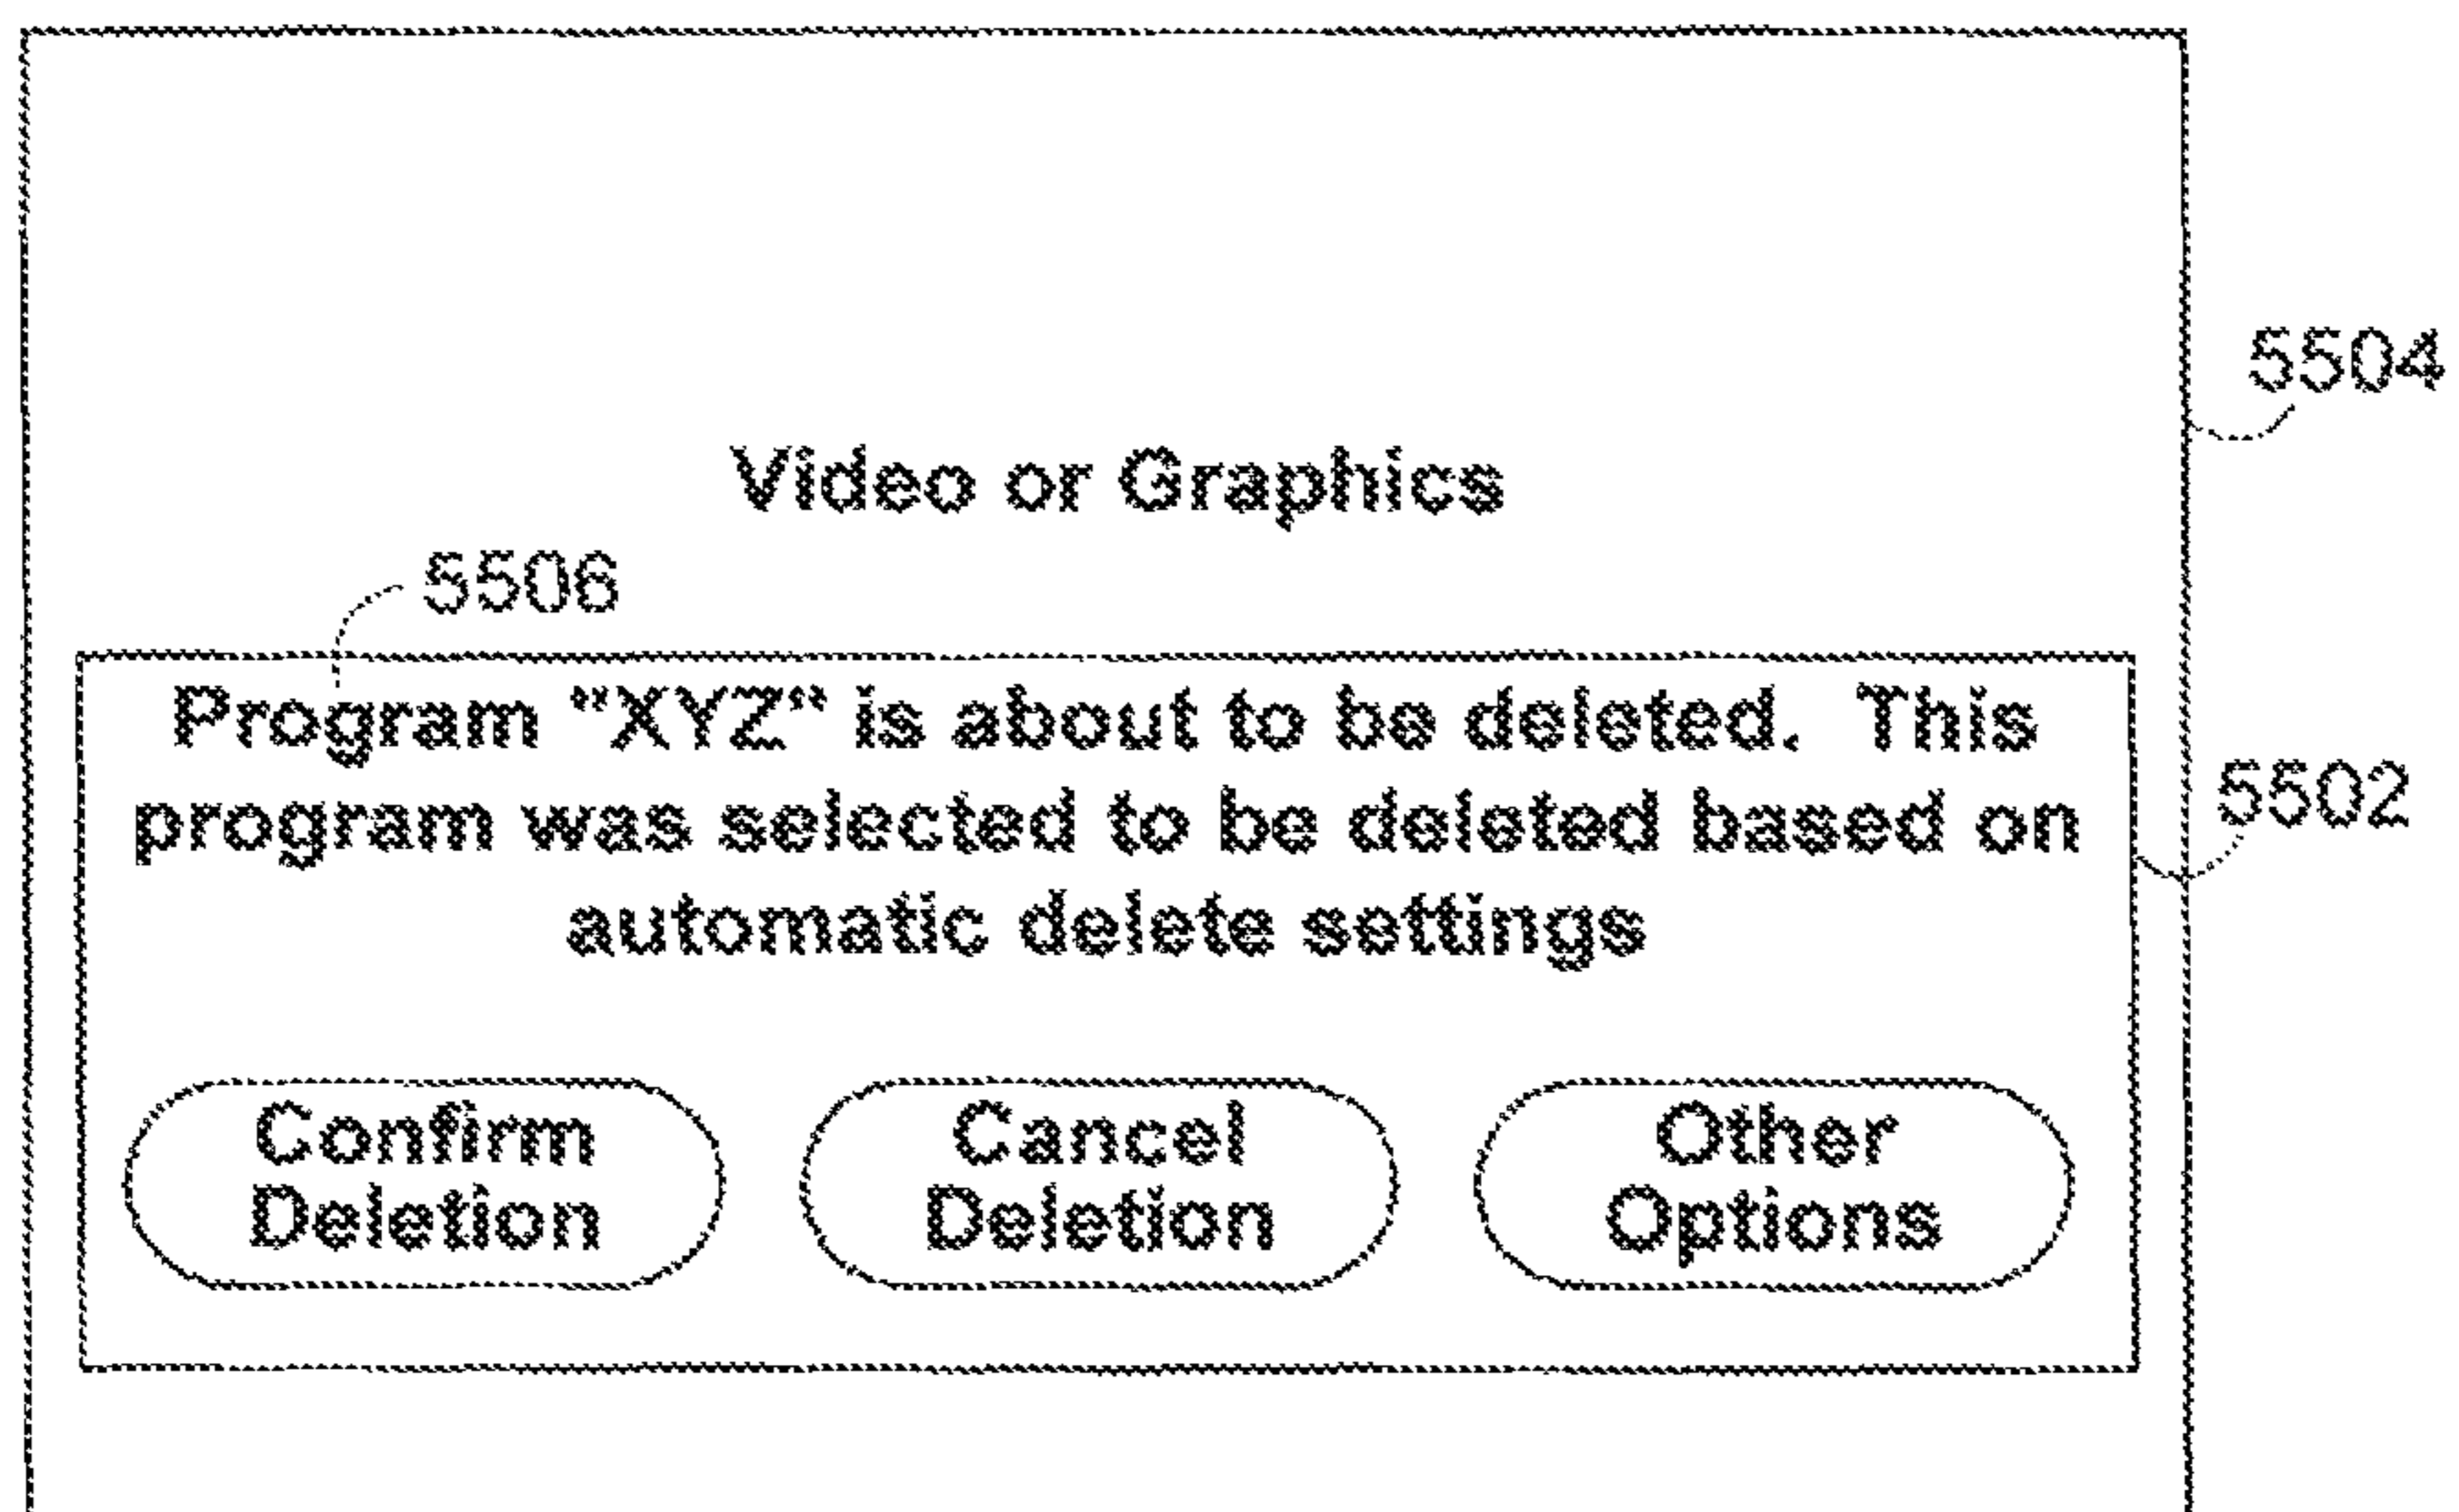 5504
Video or Graphics
5506
Program "XYZ" is about to be deleted. This
program was selected to be deleted based on
automatic delete settings
5502
Confirm
Deletion
Cancel
Deletion
Other
Options